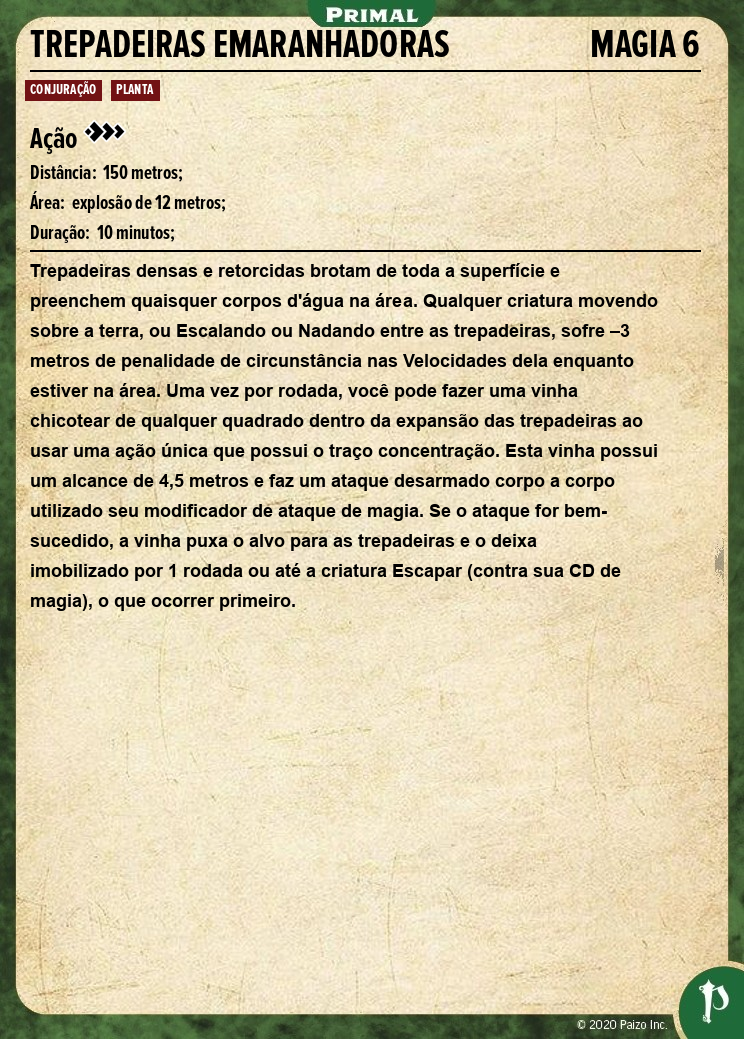 PRIMAL
TREPADEIRAS EMARANHADORAS MAGIA 6
CONJURAÇÃO PLANTA
Ação
Distância: 150 metros;
Área: explosão de 12 metros;
Duração: 10 minutos;
Trepadeiras densas e retorcidas brotam de toda a superfície e
preenchem quaisquer corpos d'água na área. Qualquer criatura movendo
sobre a terra, ou Escalando ou Nadando entre as trepadeiras, sofre –3
metros de penalidade de circunstância nas Velocidades dela enquanto
estiver na área. Uma vez por rodada, você pode fazer uma vinha
chicotear de qualquer quadrado dentro da expansão das trepadeiras ao
usar uma ação única que possui o traço concentração. Esta vinha possui
um alcance de 4,5 metros e faz um ataque desarmado corpo a corpo
utilizado seu modificador de ataque de magia. Se o ataque for bem-
sucedido, a vinha puxa o alvo para as trepadeiras e o deixa
imobilizado por 1 rodada ou até a criatura Escapar (contra sua CD de
magia), o que ocorrer primeiro.
© 2020 Paizo Inc.